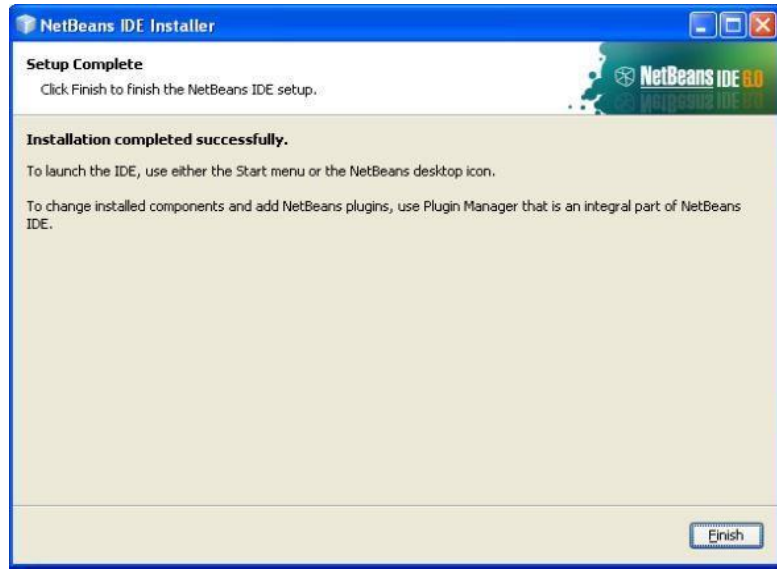 NetBeans IDE Installer
Setup Complete
Click Finish to finish the NetBeans IDE setup.
NetBeans IDE 6.0
Installation completed successfully.
To launch the IDE, use either the Start menu or the NetBeans desktop icon.
To change installed components and add NetBeans plugins, use Plugin Manager that is an integral part of NetBeans
IDE.
Finish